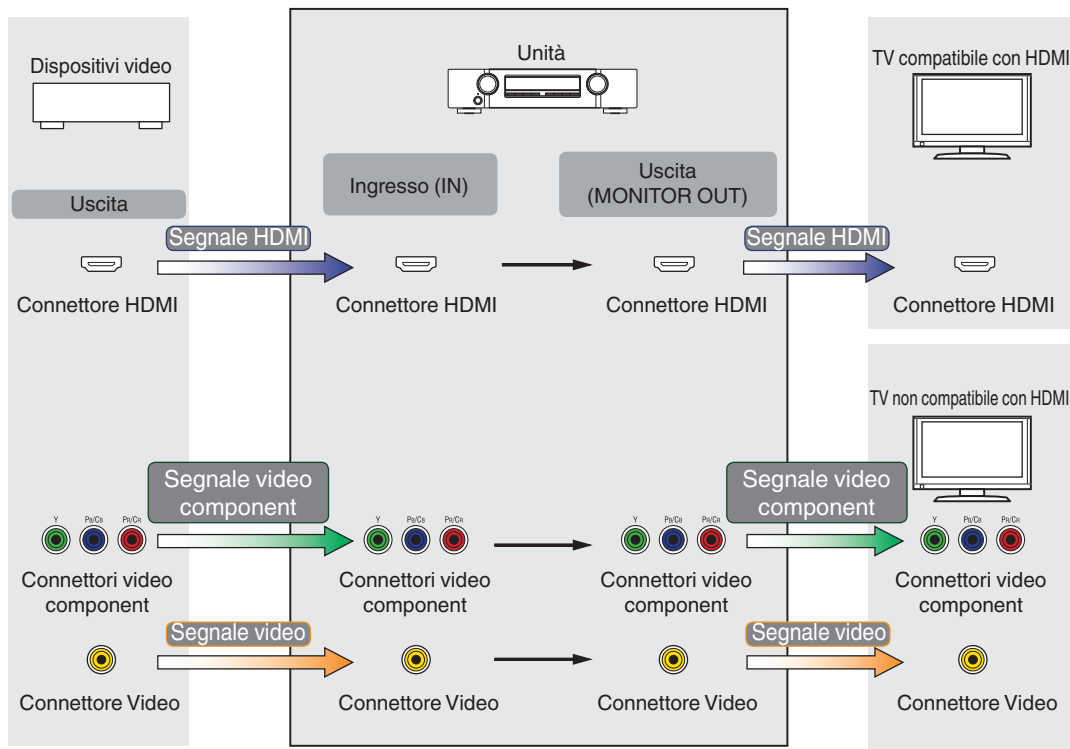 Dispositivi video
Unità
TV compatibile con HDMI
Uscita
Ingresso (IN)
Uscita
(MONITOR OUT)
Segnale HDMI
Segnale HDMI
Connettore HDMI
Connettore HDMI
Connettore HDMI
Connettore HDMI
TV non compatibile con HDMI
Segnale video
component
Segnale video
component
Y PB/CB PR/CR
Y PB/CB PR/CR
Y PB/CB PR/CR
Y PB/CB PR/CR
Connettori video
component
Connettori video
component
Connettori video
component
Connettori video
component
Segnale video
Segnale video
Connettore Video
Connettore Video
Connettore Video
Connettore Video